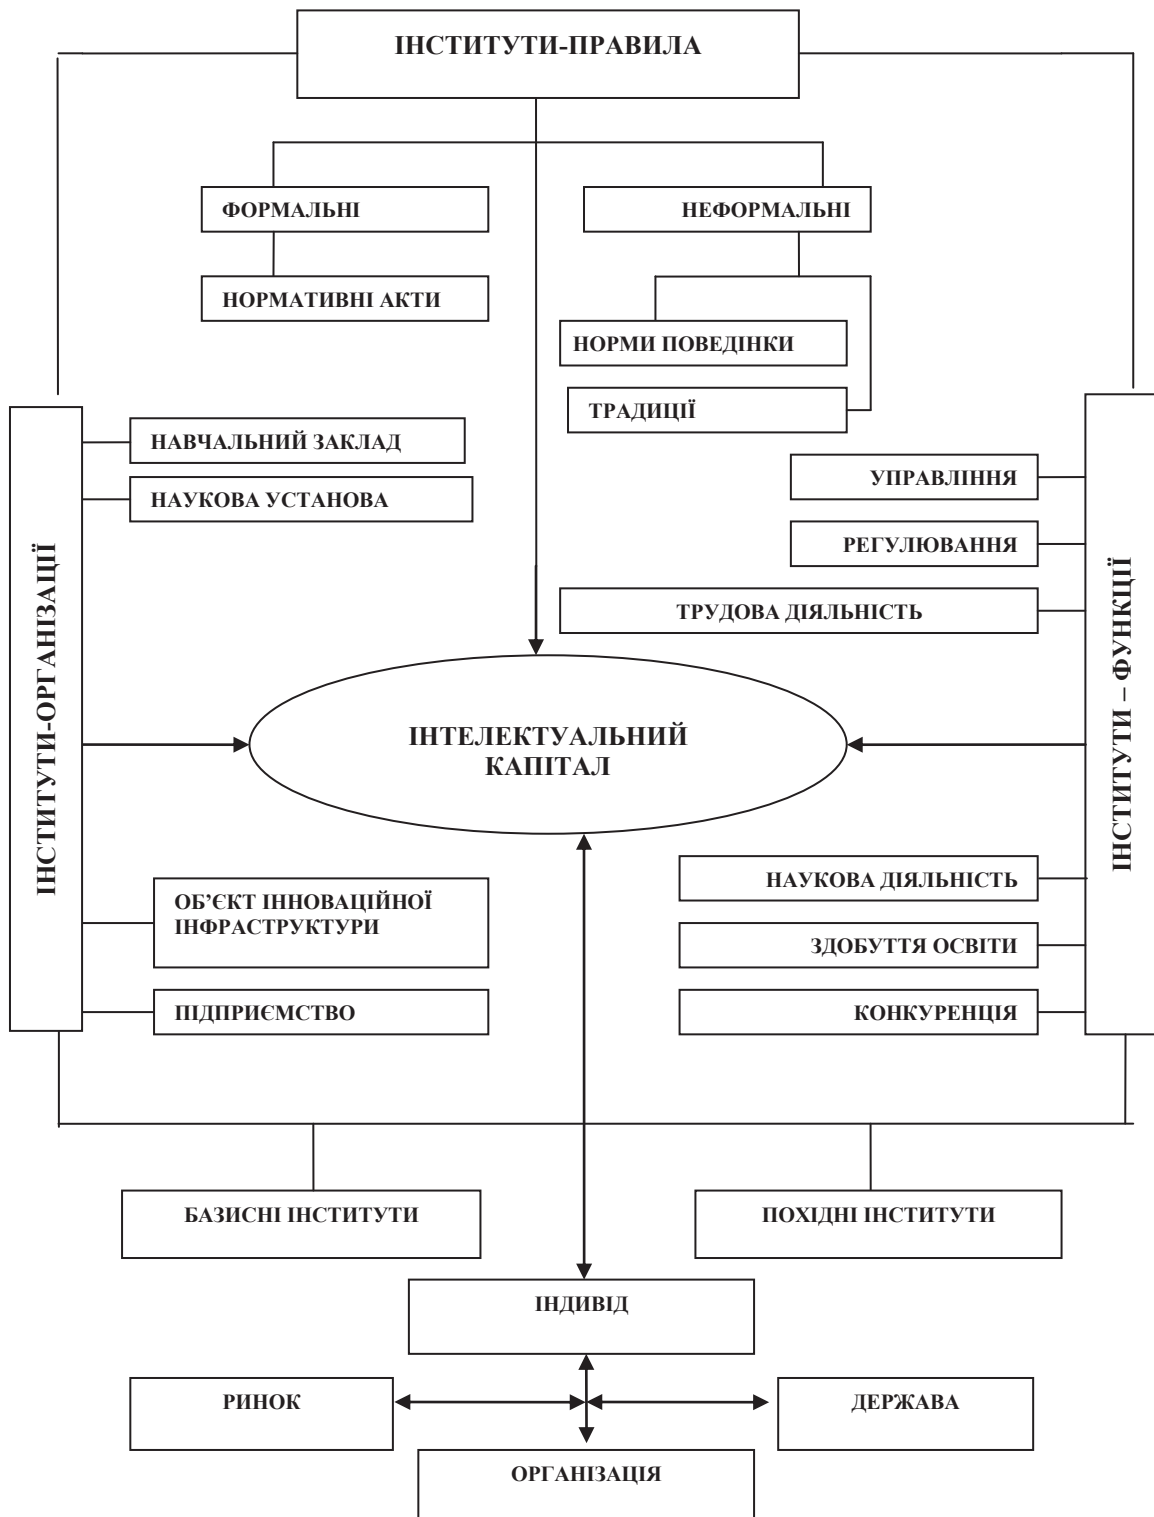 ІНСТИТУТИ-ПРАВИЛА
ФОРМАЛЬНІ
НЕФОРМАЛЬНІ
НОРМАТИВНІ АКТИ
НОРМИ ПОВЕДІНКИ
ТРАДИЦІЇ
ІНСТИТУТИ-ОРГАНІЗАЦІЇ
НАВЧАЛЬНИЙ ЗАКЛАД
НАУКОВА УСТАНОВА
УПРАВЛІННЯ
РЕГУЛЮВАННЯ
ТРУДОВА ДІЯЛЬНІСТЬ
ІНСТИТУТИ – ФУНКЦІЇ
ІНТЕЛЕКТУАЛЬНИЙ
КАПІТАЛ
ОБ’ЄКТ ІННОВАЦІЙНОЇ
ІНФРАСТРУКТУРИ
ПІДПРИЄМСТВО
НАУКОВА ДІЯЛЬНІСТЬ
ЗДОБУТТЯ ОСВІТИ
КОНКУРЕНЦІЯ
БАЗИСНІ ІНСТИТУТИ
ПОХІДНІ ІНСТИТУТИ
ІНДИВІД
РИНОК
ДЕРЖАВА
ОРГАНІЗАЦІЯ